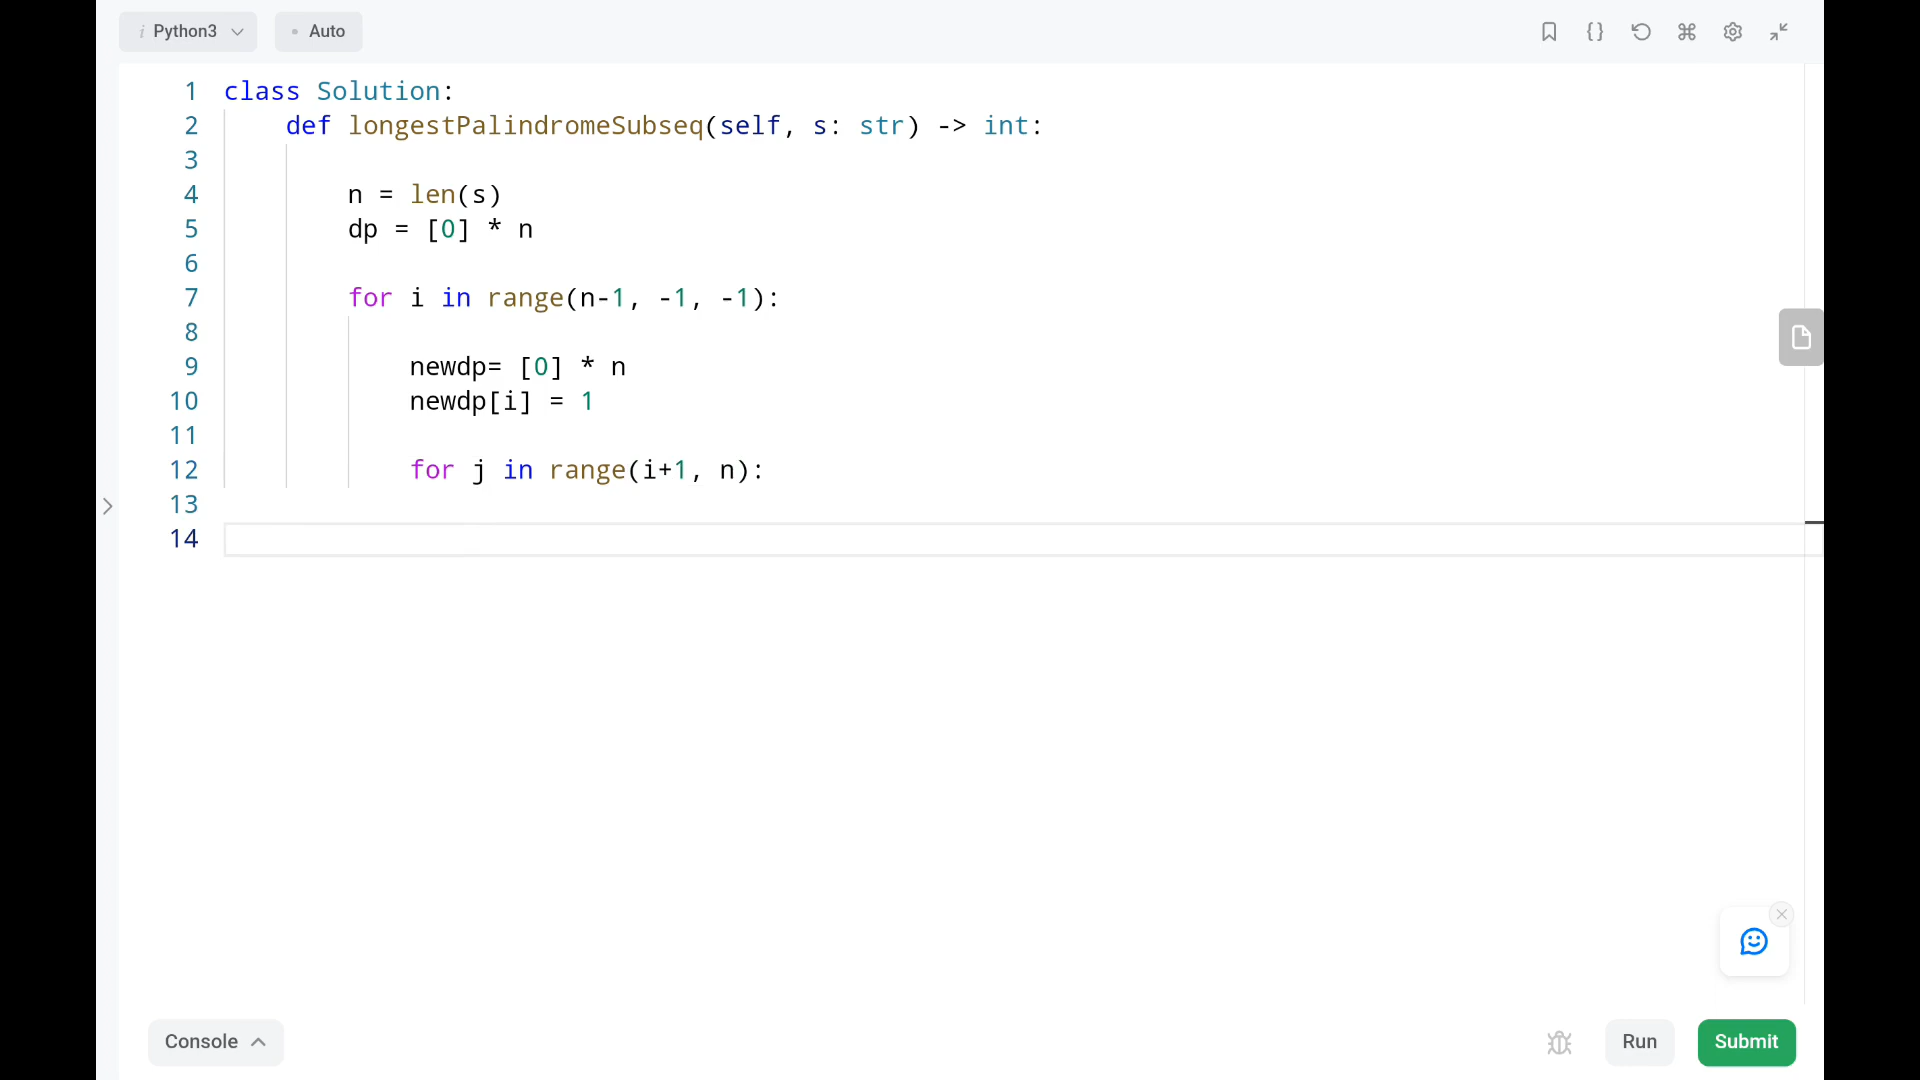 i Python3
Auto
1 class Solution:
2     def longestPalindromeSubseq(self, s: str) -> int:
3
4         n = len(s)
5         dp = [0] * n
6
7         for i in range(n-1, -1, -1):
8
9             newdp= [0] * n
10             newdp[i] = 1
11
12             for j in range(i+1, n):
13
14
Console
Run
Submit